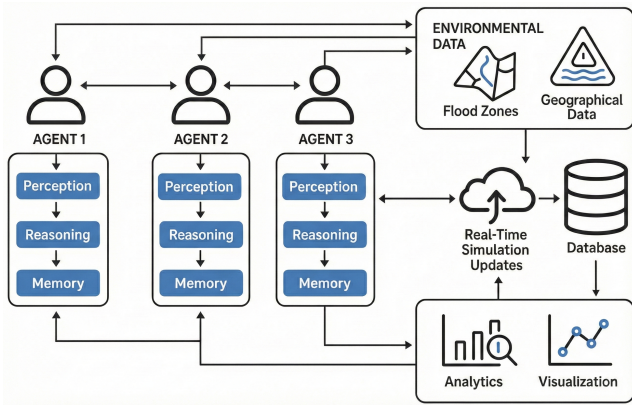 ENVIRONMENTAL
DATA
Flood Zones
Geographical
Data
AGENT 1
AGENT 2
AGENT 3
Perception
Reasoning
Memory
Perception
Reasoning
Memory
Perception
Reasoning
Memory
Real-Time
Simulation
Updates
Database
Analytics
Visualization